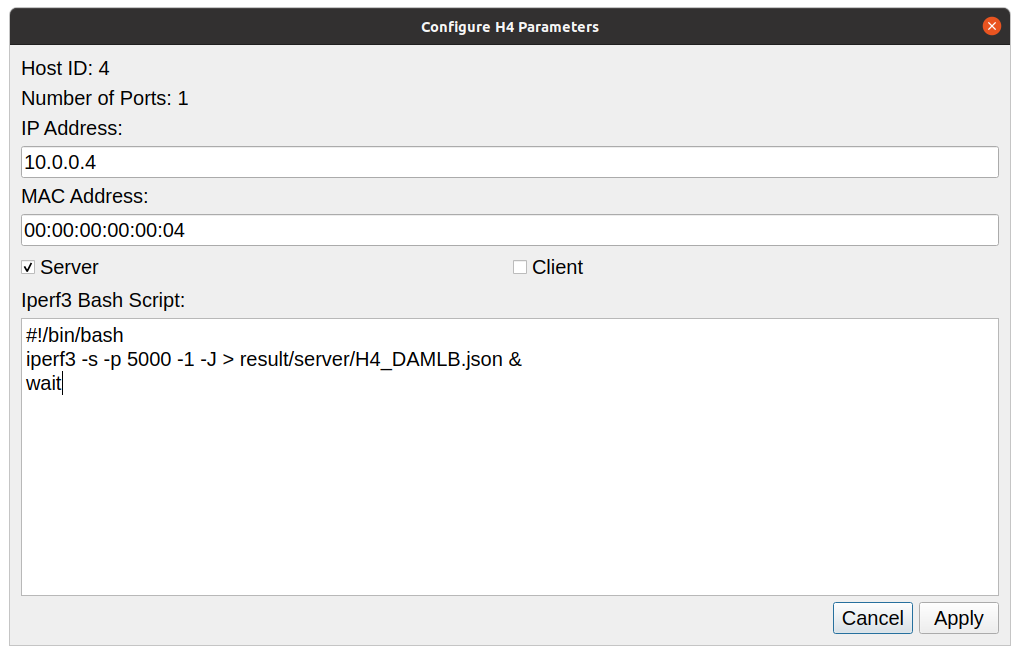 Configure H4 Parameters
Host ID: 4
Number of Ports: 1
IP Address:
10.0.0.4
MAC Address:
00:00:00:00:00:04
Server Client
Iperf3 Bash Script:
#!/bin/bash
iperf3 -s -p 5000 -1 -J > result/server/H4_DAMLB.json &
wait
Cancel Apply